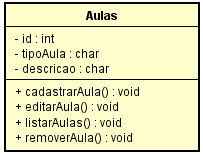 Aulas
- id : int
- tipoAula : char
- descricao : char
+ cadastrarAula() : void
+ editarAula() : void
+ listarAulas() : void
+ removerAula() : void